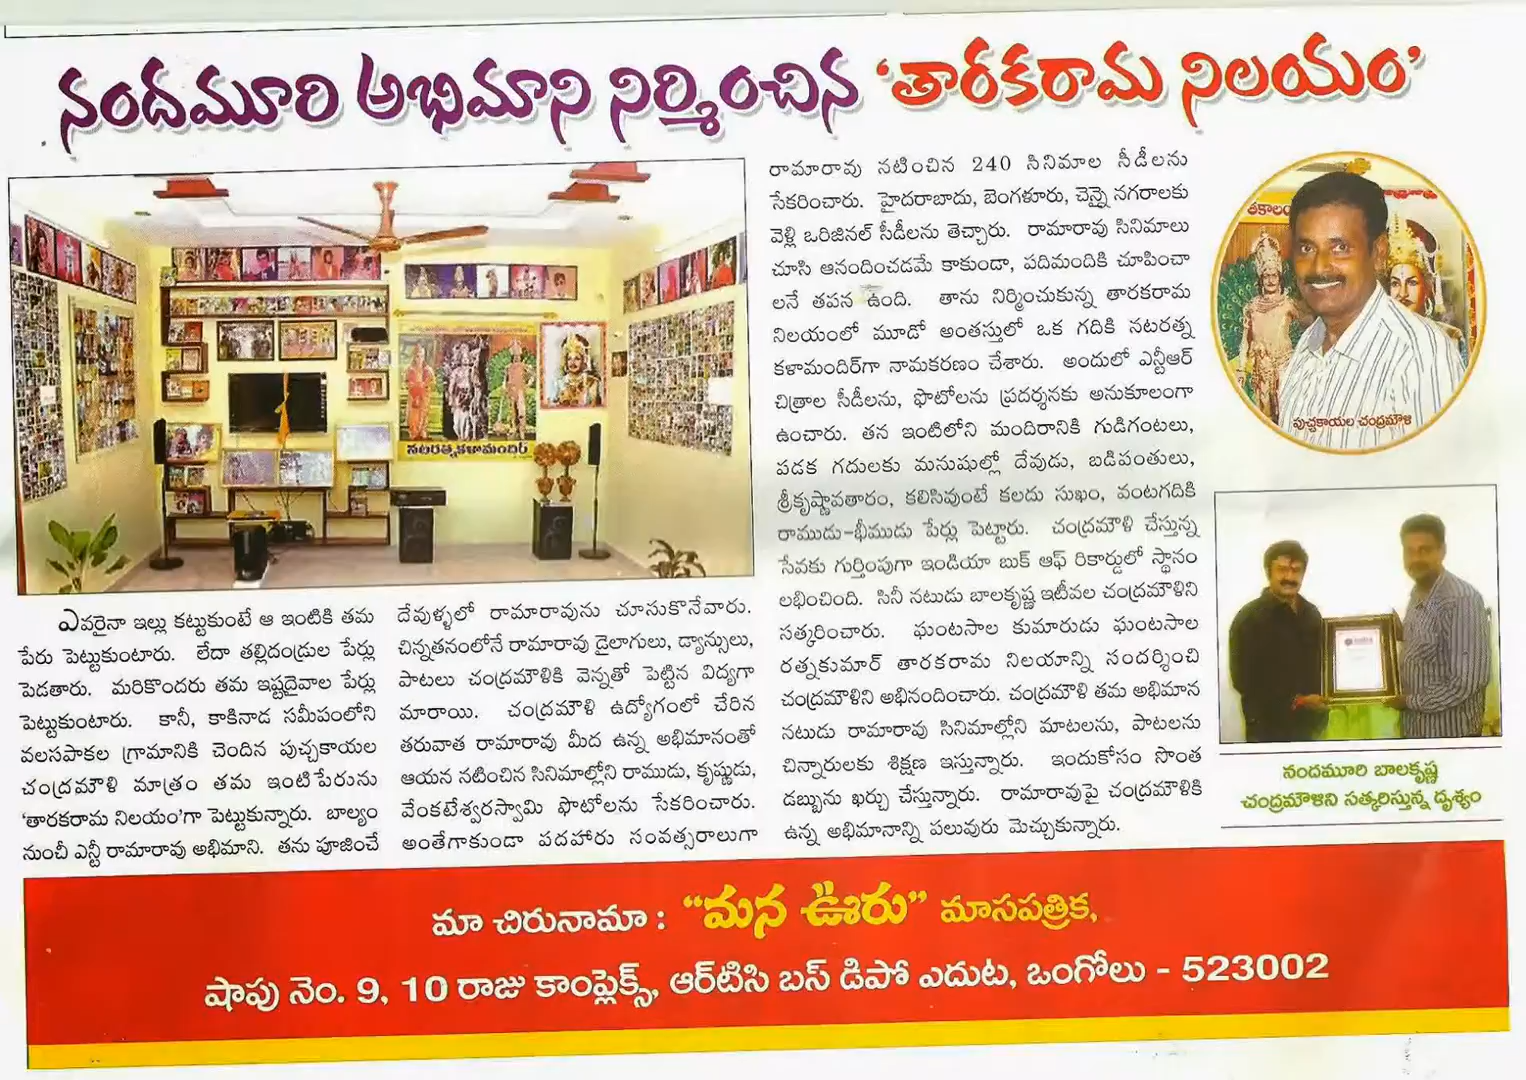 నందమూరి అభిమాని నిర్మించిన ‘తారకరామ నిలయం’
నటరత్నకళామందిర్
ఎవరైనా ఇల్లు కట్టుకుంటే ఆ ఇంటికి తమ
పేరు పెట్టుకుంటారు. లేదా తల్లిదండ్రుల పేర్లు
పెడతారు. మరికొందరు తమ ఇష్టదైవాల పేర్లు
పెట్టుకుంటారు. కానీ, కాకినాడ సమీపంలోని
వలసపాకల గ్రామానికి చెందిన పుచ్చకాయల
చంద్రమౌళి మాత్రం తమ ఇంటిపేరును
‘తారకరామ నిలయం’గా పెట్టుకున్నారు. బాల్యం
నుంచీ ఎన్టీ రామారావు అభిమాని. తను పూజించే
దేవుళ్ళలో రామారావును చూసుకొనేవారు.
చిన్నతనంలోనే రామారావు డైలాగులు, డ్యాన్సులు,
పాటలు చంద్రమౌళికి వెన్నతో పెట్టిన విద్యగా
మారాయి. చంద్రమౌళి ఉద్యోగంలో చేరిన
తరువాత రామారావు మీద ఉన్న అభిమానంతో
ఆయన నటించిన సినిమాల్లోని రాముడు, కృష్ణుడు,
వేంకటేశ్వరస్వామి ఫొటోలను సేకరించారు.
అంతేగాకుండా పదహారు సంవత్సరాలుగా
రామారావు నటించిన 240 సినిమాల సీడీలను
సేకరించారు. హైదరాబాదు, బెంగళూరు, చెన్నై నగరాలకు
వెళ్లి ఒరిజినల్ సీడీలను తెచ్చారు. రామారావు సినిమాలు
చూసి ఆనందించడమే కాకుండా, పదిమందికి చూపించా
లనే తపన ఉంది. తాను నిర్మించుకున్న తారకరామ
నిలయంలో మూడో అంతస్తులో ఒక గదికి నటరత్న
కళామందిర్‌గా నామకరణం చేశారు. అందులో ఎన్టీఆర్
చిత్రాల సీడీలను, ఫొటోలను ప్రదర్శనకు అనుకూలంగా
ఉంచారు. తన ఇంటిలోని మందిరానికి గుడిగంటలు,
పడక గదులకు మనుషుల్లో దేవుడు, బడిపంతులు,
శ్రీకృష్ణావతారం, కలిసివుంటే కలదు సుఖం, వంటగదికి
రాముడు-భీముడు పేర్లు పెట్టారు. చంద్రమౌళి చేస్తున్న
సేవకు గుర్తింపుగా ఇండియా బుక్ ఆఫ్ రికార్డులో స్థానం
లభించింది. సినీ నటుడు బాలకృష్ణ ఇటీవల చంద్రమౌళిని
సత్కరించారు. ఘంటసాల కుమారుడు ఘంటసాల
రత్నకుమార్ తారకరామ నిలయాన్ని సందర్శించి
చంద్రమౌళిని అభినందించారు. చంద్రమౌళి తమ అభిమాన
నటుడు రామారావు సినిమాల్లోని మాటలను, పాటలను
చిన్నారులకు శిక్షణ ఇస్తున్నారు. ఇందుకోసం సొంత
డబ్బును ఖర్చు చేస్తున్నారు. రామారావుపై చంద్రమౌళికి
ఉన్న అభిమానాన్ని పలువురు మెచ్చుకున్నారు.
పుచ్చకాయల చంద్రమౌళి
నందమూరి బాలకృష్ణ
చంద్రమౌళిని సత్కరిస్తున్న దృశ్యం
మా చిరునామా : “మన ఊరు” మాసపత్రిక,
షాపు నెం. 9, 10 రాజు కాంప్లెక్స్, ఆర్‌టిసి బస్ డిపో ఎదుట, ఒంగోలు - 523002